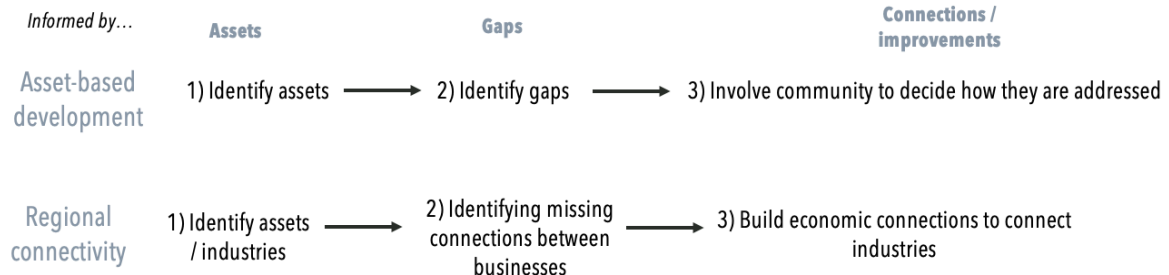 Informed by…
Assets
Gaps
Connections /
improvements
Asset-based
development
1) Identify assets
2) Identify gaps
3) Involve community to decide how they are addressed
Regional
connectivity
1) Identify assets
/ industries
2) Identifying missing
connections between
businesses
3) Build economic connections to connect
industries